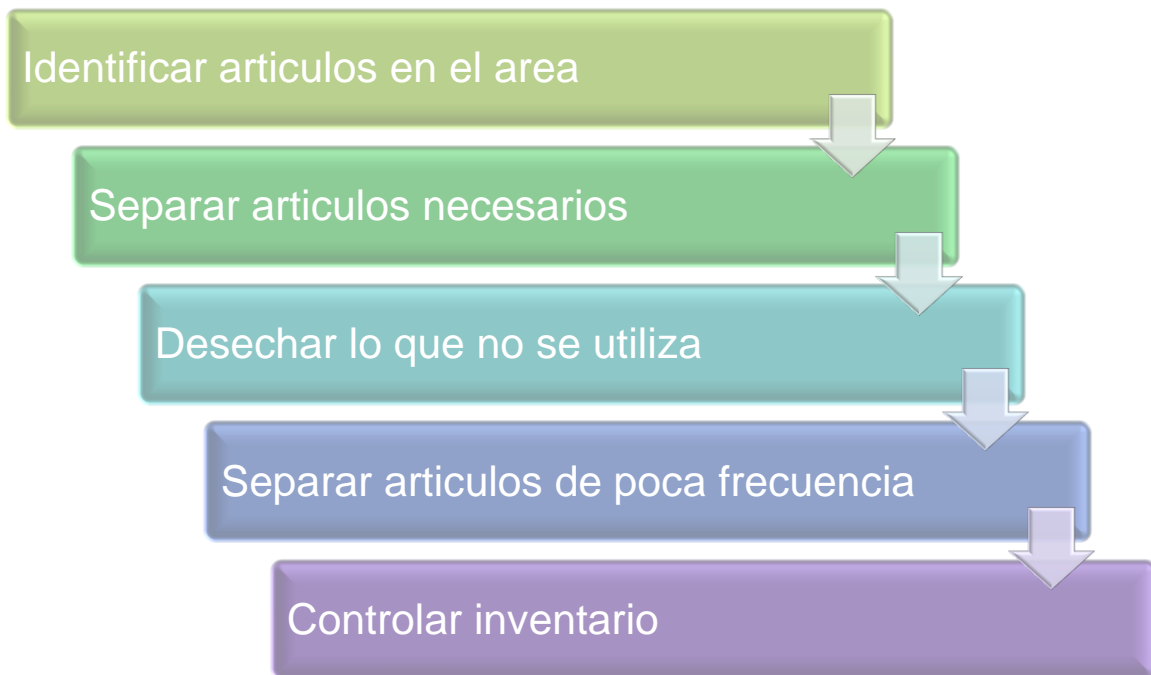 Identificar articulos en el area
Separar articulos necesarios
Desechar lo que no se utiliza
Separar articulos de poca frecuencia
Controlar inventario